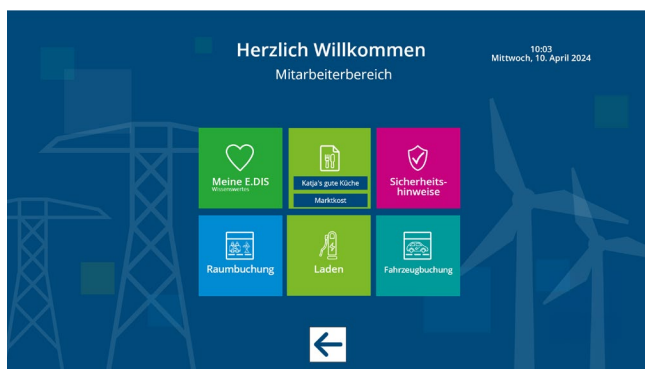 Herzlich Willkommen
Mitarbeiterbereich
10:03
Mittwoch, 10. April 2024
Meine E.DIS
Wissenswertes
Katja's gute Küche
Marktkost
Sicherheits-
hinweise
Raumbuchung
Laden
Fahrzeugbuchung